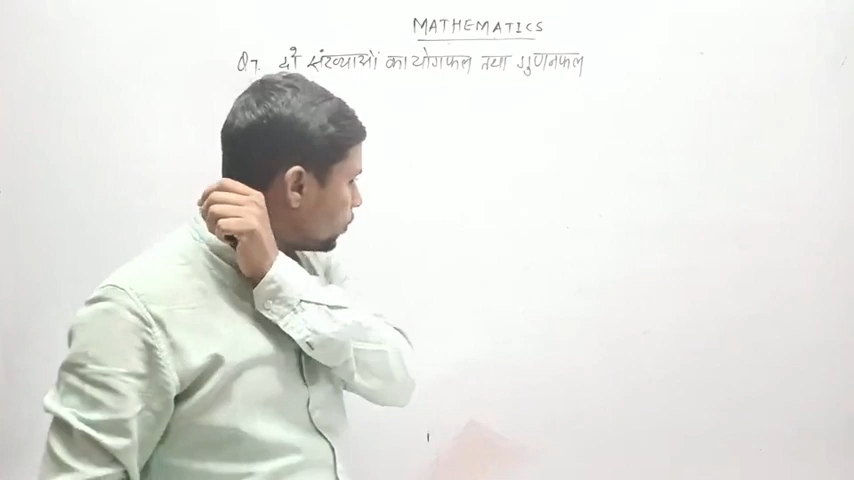 MATHEMATICS
Q7. दो संख्याओं का योगफल तथा गुणनफल